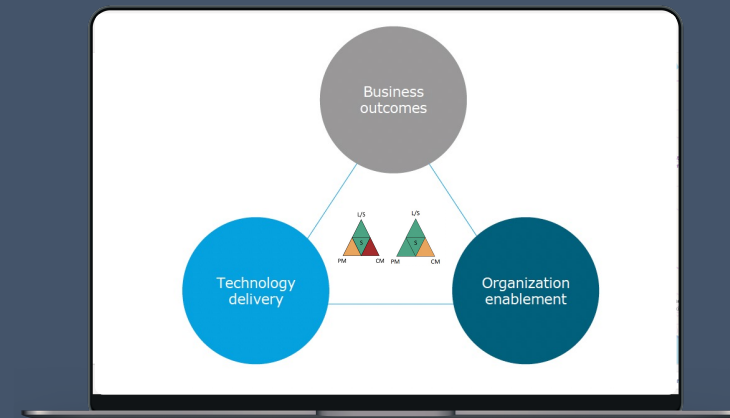 Business
outcomes
L/S
L/S
S
S
PM
CM
PM
CM
Technology
delivery
Organization
enablement